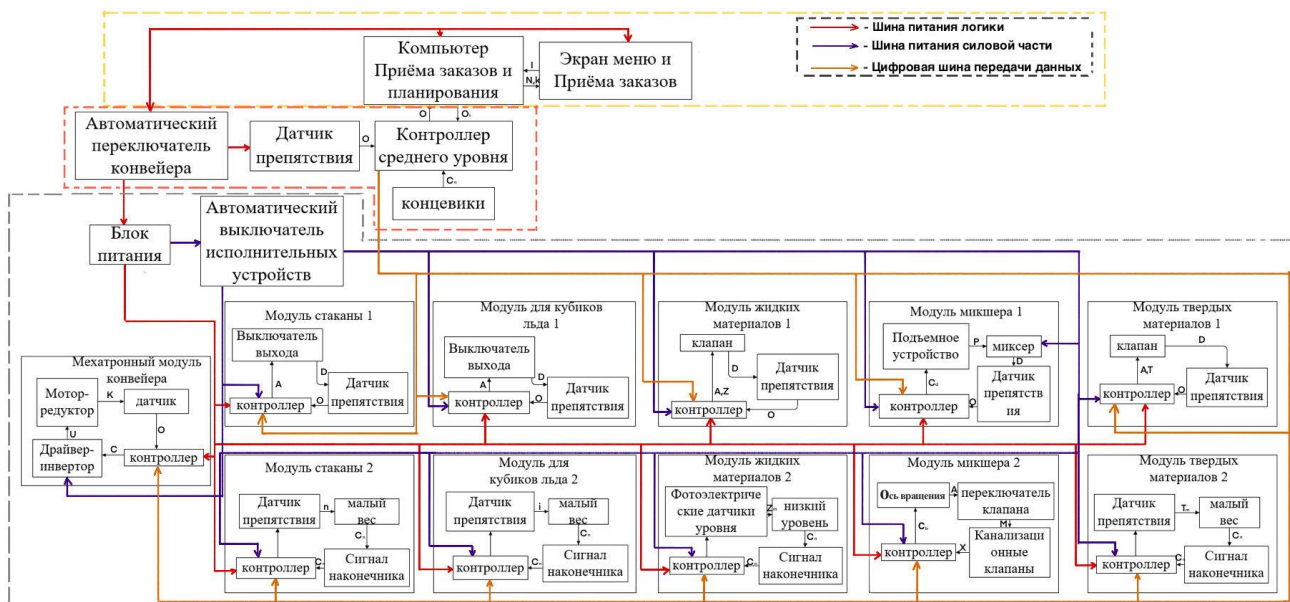 - Шина питания логики
- Шина питания силовой части
- Цифровая шина передачи данных
Компьютер
Приёма заказов и
планирования
I
N,k
Экран меню и
Приёма заказов
O
O
Автоматический
переключатель
конвейера
Датчик
препятствия
O
Контроллер
среднего уровня
C
концевики
Блок
питания
Автоматический
выключатель
исполнительных
устройств
Мехатронный модуль
конвейера
Мотор-
редуктор
K
датчик
U
O
Драйвер-
инвертор
C
контроллер
Модуль стаканы 1
Выключатель
выхода
A
D
Датчик
препятствия
контроллер
O
Модуль для кубиков
льда 1
Выключатель
выхода
A
D
Датчик
препятствия
контроллер
O
Модуль жидких
материалов 1
клапан
D
A,Z
Датчик
препятствия
контроллер
O
Модуль микшера 1
Подъемное
устройство
P
миксер
D
C
Датчик
препятств
ия
контроллер
O
Модуль твердых
материалов 1
клапан
D
A,T
Датчик
препятствия
контроллер
O
Модуль стаканы 2
Датчик
препятствия
n
малый
вес
C
контроллер
C
Сигнал
наконечника
Модуль для
кубиков льда 2
Датчик
препятствия
i
малый
вес
C
контроллер
C
Сигнал
наконечника
Модуль жидких
материалов 2
Фотоэлектриче
ские датчики
уровня
Z
низкий
уровень
C
контроллер
C
Сигнал
наконечника
Модуль микшера 2
Ось вращения
A
переключатель
клапана
C
M
контроллер
X
Канализаци
онные
клапаны
Модуль твердых
материалов 2
Датчик
препятствия
T
малый
вес
C
контроллер
C
Сигнал
наконечника